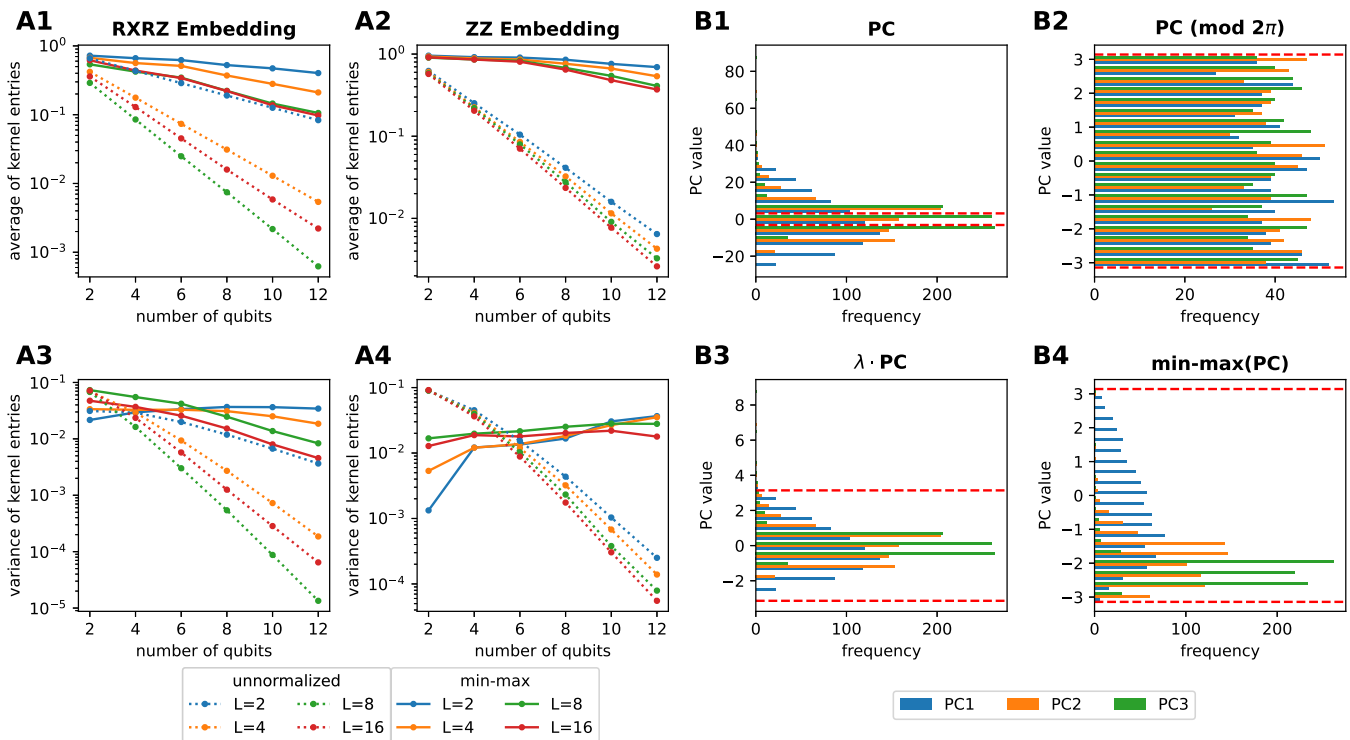 A1 RXRZ Embedding
10⁰
10⁻¹
10⁻²
10⁻³
average of kernel entries
2 4 6 8 10 12
number of qubits
A2 ZZ Embedding
10⁰
10⁻¹
10⁻²
average of kernel entries
2 4 6 8 10 12
number of qubits
B1 PC
80
60
40
20
0
−20
PC value
0 100 200
frequency
B2 PC (mod 2π)
3
2
1
0
−1
−2
−3
PC value
0 20 40
frequency
A3
10⁻¹
10⁻²
10⁻³
10⁻⁴
10⁻⁵
variance of kernel entries
2 4 6 8 10 12
number of qubits
A4
10⁻¹
10⁻²
10⁻³
10⁻⁴
variance of kernel entries
2 4 6 8 10 12
number of qubits
B3 λ · PC
8
6
4
2
0
−2
PC value
0 100 200
frequency
B4 min-max(PC)
3
2
1
0
−1
−2
−3
PC value
0 100 200
frequency
unnormalized
L=2 L=8
L=4 L=16
min-max
L=2 L=8
L=4 L=16
PC1 PC2 PC3